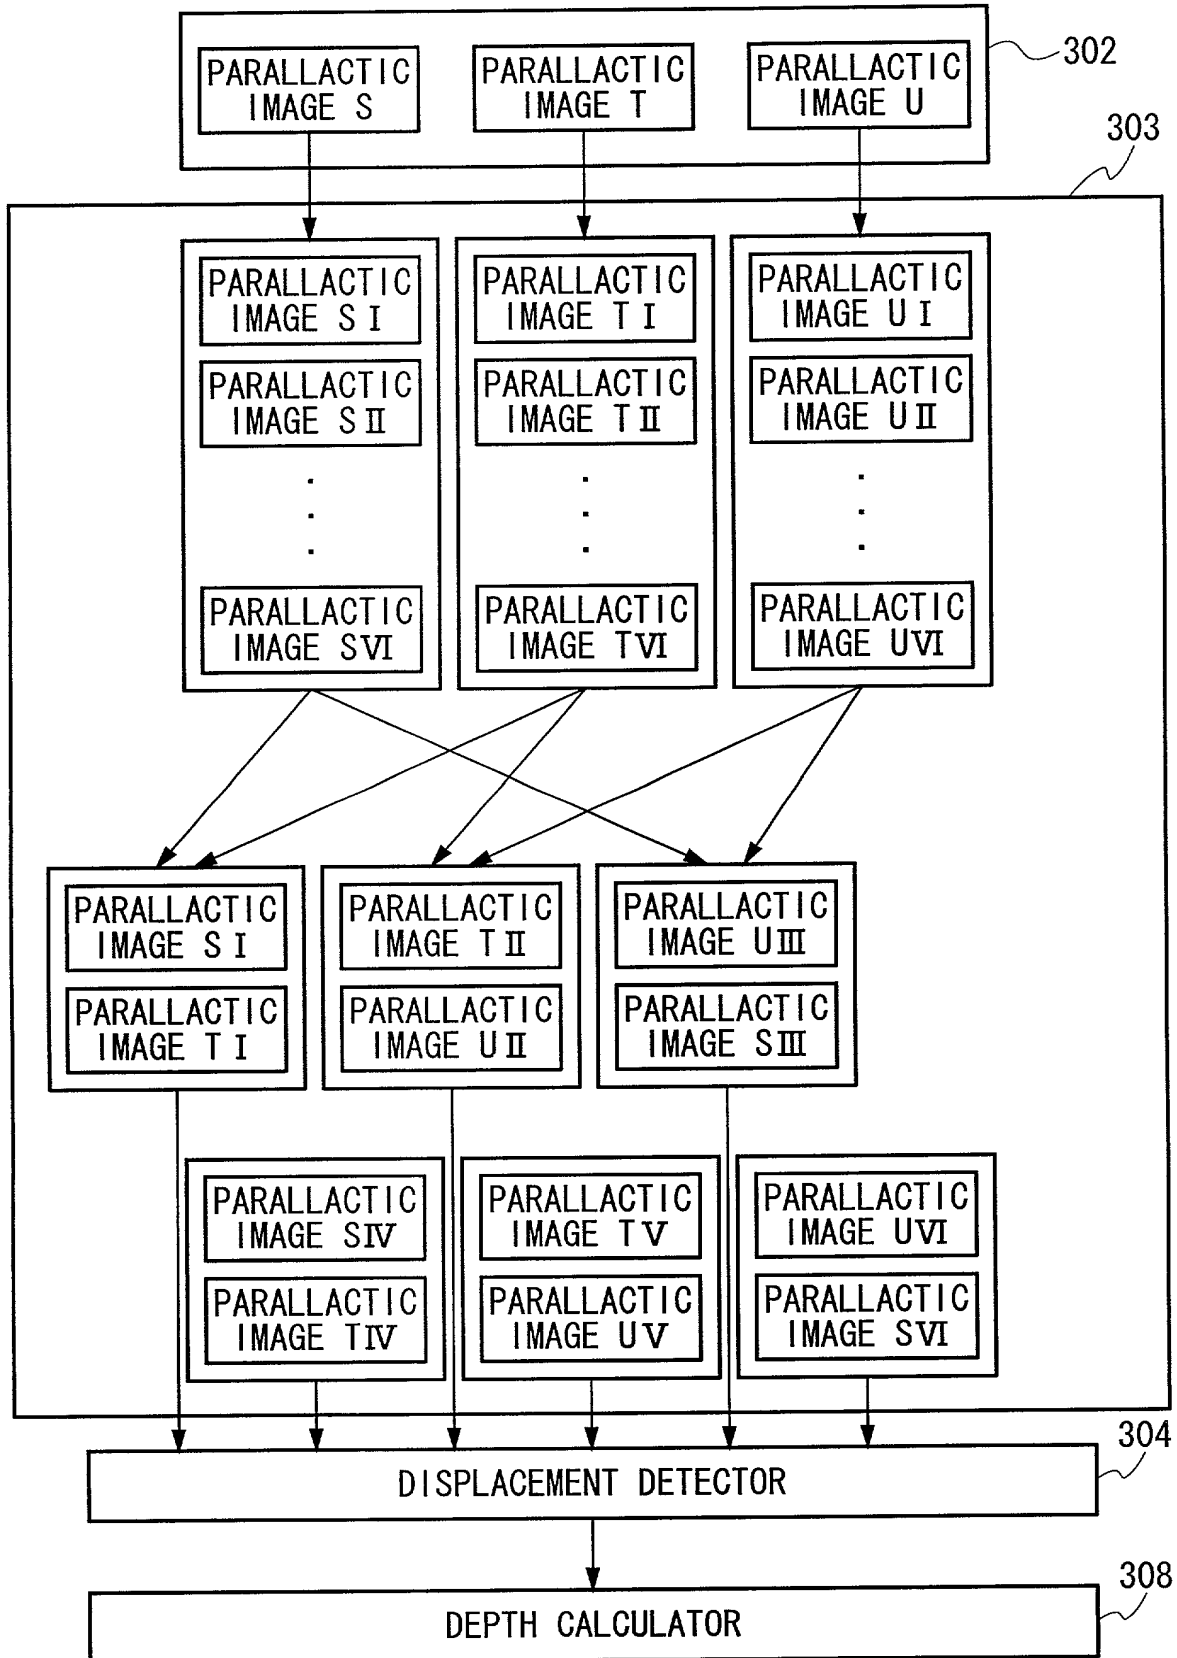 PARALLACTIC
IMAGE S
PARALLACTIC
IMAGE T
PARALLACTIC
IMAGE U
302
303
PARALLACTIC
IMAGE S I
PARALLACTIC
IMAGE S II
.
.
.
PARALLACTIC
IMAGE S VI
PARALLACTIC
IMAGE T I
PARALLACTIC
IMAGE T II
.
.
.
PARALLACTIC
IMAGE T VI
PARALLACTIC
IMAGE U I
PARALLACTIC
IMAGE U II
.
.
.
PARALLACTIC
IMAGE U VI
PARALLACTIC
IMAGE S I
PARALLACTIC
IMAGE T I
PARALLACTIC
IMAGE T II
PARALLACTIC
IMAGE U II
PARALLACTIC
IMAGE U III
PARALLACTIC
IMAGE S III
PARALLACTIC
IMAGE S IV
PARALLACTIC
IMAGE T IV
PARALLACTIC
IMAGE T V
PARALLACTIC
IMAGE U V
PARALLACTIC
IMAGE U VI
PARALLACTIC
IMAGE S VI
304
DISPLACEMENT DETECTOR
308
DEPTH CALCULATOR